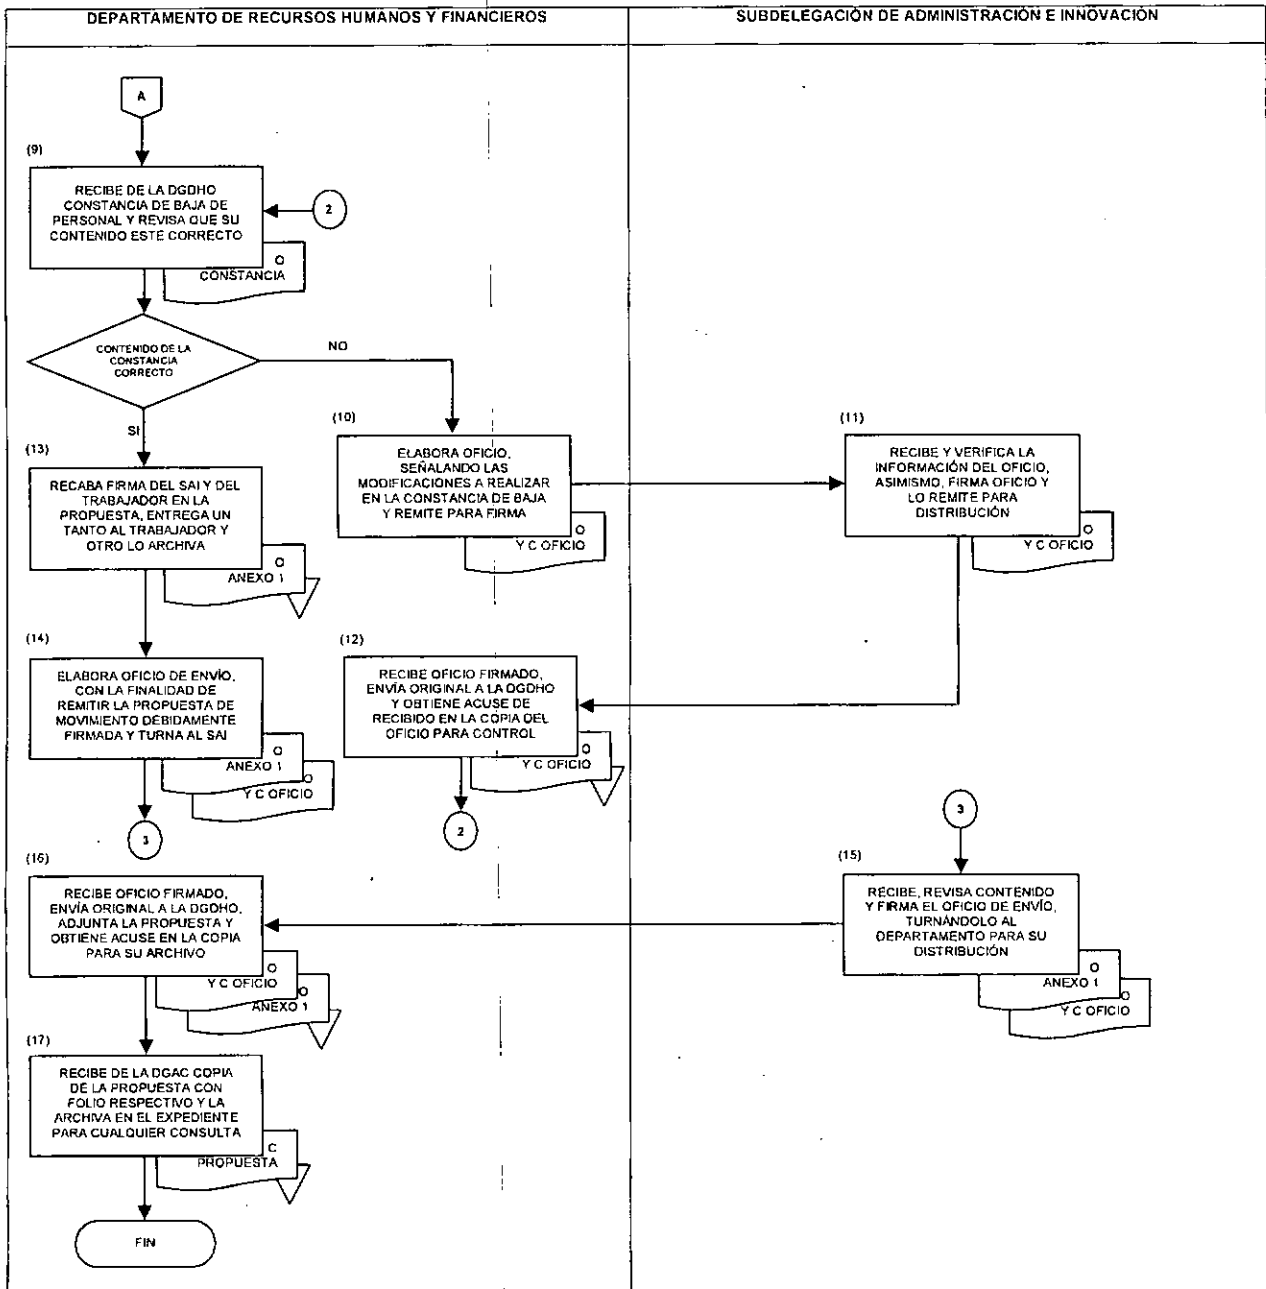 DEPARTAMENTO DE RECURSOS HUMANOS Y FINANCIEROS
SUBDELEGACIÓN DE ADMINISTRACIÓN E INNOVACIÓN
A
(9)
RECIBE DE LA DGDHO
CONSTANCIA DE BAJA DE
PERSONAL Y REVISA QUE SU
CONTENIDO ESTE CORRECTO
2
O
CONSTANCIA
CONTENIDO DE LA
CONSTANCIA
CORRECTO
NO
SI
(10)
ELABORA OFICIO,
SEÑALANDO LAS
MODIFICACIONES A REALIZAR
EN LA CONSTANCIA DE BAJA
Y REMITE PARA FIRMA
O
Y C OFICIO
(11)
RECIBE Y VERIFICA LA
INFORMACIÓN DEL OFICIO,
ASIMISMO, FIRMA OFICIO Y
LO REMITE PARA
DISTRIBUCIÓN
O
Y C OFICIO
(13)
RECABA FIRMA DEL SAI Y DEL
TRABAJADOR EN LA
PROPUESTA, ENTREGA UN
TANTO AL TRABAJADOR Y
OTRO LO ARCHIVA
O
ANEXO 1
(14)
ELABORA OFICIO DE ENVÍO,
CON LA FINALIDAD DE
REMITIR LA PROPUESTA DE
MOVIMIENTO DEBIDAMENTE
FIRMADA Y TURNA AL SAI
O
ANEXO 1
O
Y C OFICIO
3
(12)
RECIBE OFICIO FIRMADO,
ENVÍA ORIGINAL A LA DGDHO
Y OBTIENE ACUSE DE
RECIBIDO EN LA COPIA DEL
OFICIO PARA CONTROL
O
Y C OFICIO
2
3
(15)
RECIBE, REVISA CONTENIDO
Y FIRMA EL OFICIO DE ENVÍO,
TURNÁNDOLO AL
DEPARTAMENTO PARA SU
DISTRIBUCIÓN
O
ANEXO 1
O
Y C OFICIO
(16)
RECIBE OFICIO FIRMADO,
ENVÍA ORIGINAL A LA DGDHO,
ADJUNTA LA PROPUESTA Y
OBTIENE ACUSE EN LA COPIA
PARA SU ARCHIVO
O
Y C OFICIO
O
ANEXO 1
(17)
RECIBE DE LA DGAC COPIA
DE LA PROPUESTA CON
FOLIO RESPECTIVO Y LA
ARCHIVA EN EL EXPEDIENTE
PARA CUALQUIER CONSULTA
C
PROPUESTA
FIN